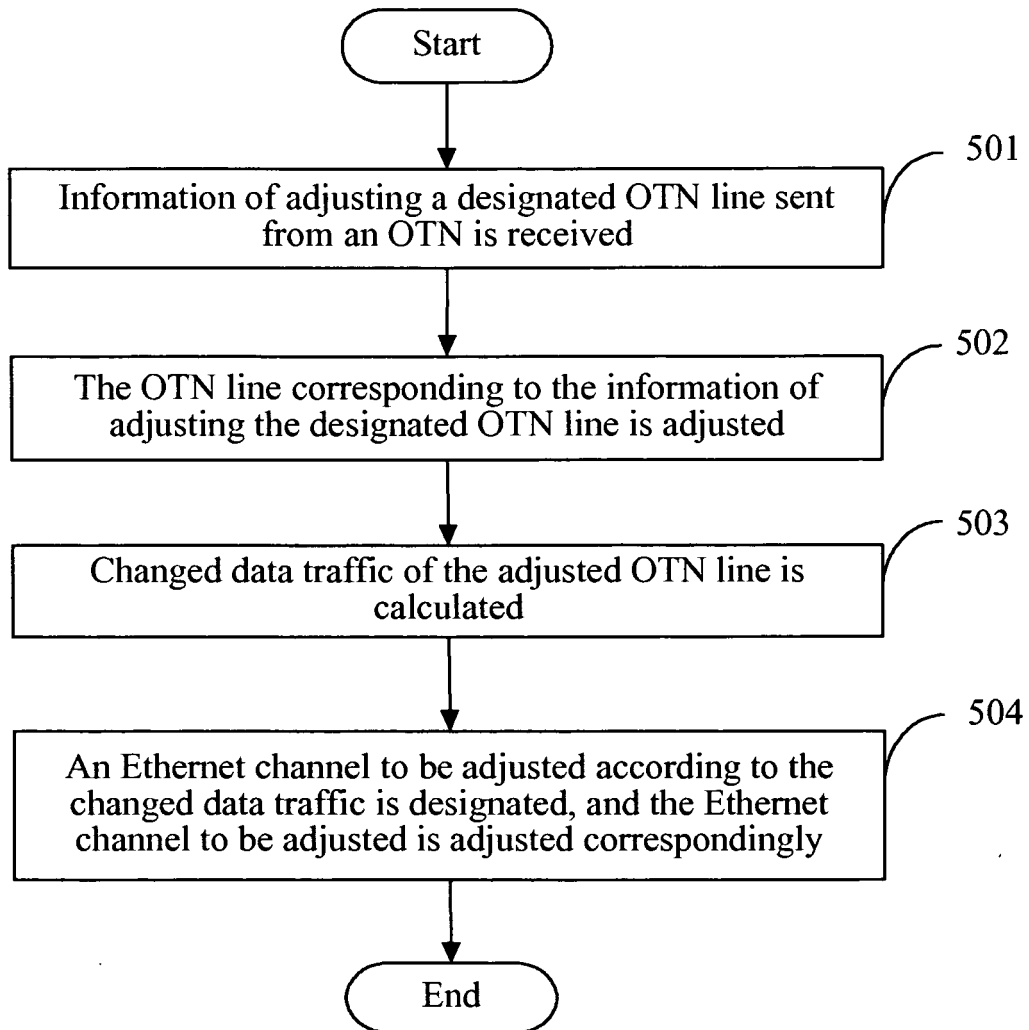 Start
501
Information of adjusting a designated OTN line sent
from an OTN is received
502
The OTN line corresponding to the information of
adjusting the designated OTN line is adjusted
503
Changed data traffic of the adjusted OTN line is
calculated
504
An Ethernet channel to be adjusted according to the
changed data traffic is designated, and the Ethernet
channel to be adjusted is adjusted correspondingly
End